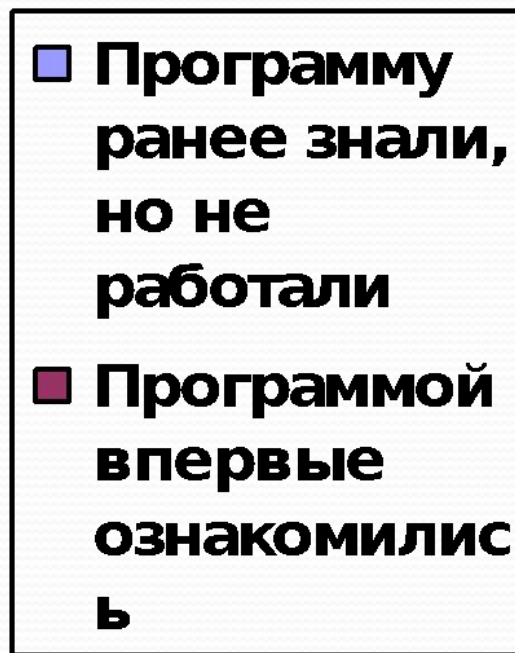 Программу
ранее знали,
но не
работали
Программой
впервые
ознакомилис
ь